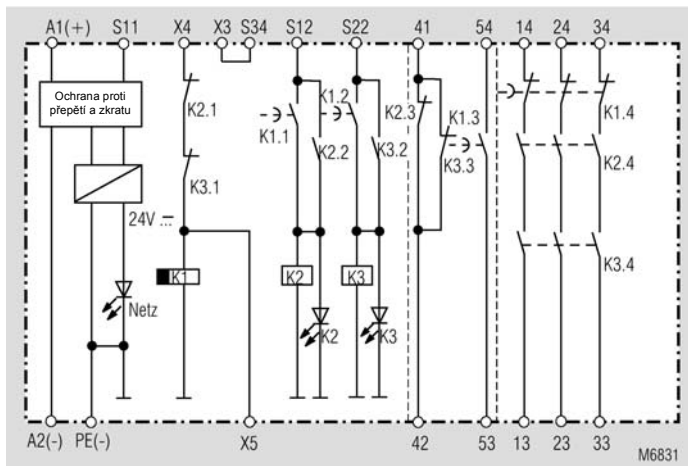 A1(+) S11 X4 X3 S34 S12 S22 41 54 14 24 34
Ochrana proti
přepětí a zkratu
K2.1
K1.1
K1.2
K2.3
K1.3
K1.4
K2.2
K3.2
K3.3
K2.4
K3.1
24V
K1
K2
K3
K3.4
Netz
K2
K3
A2(-) PE(-) X5 42 53 13 23 33
M6831